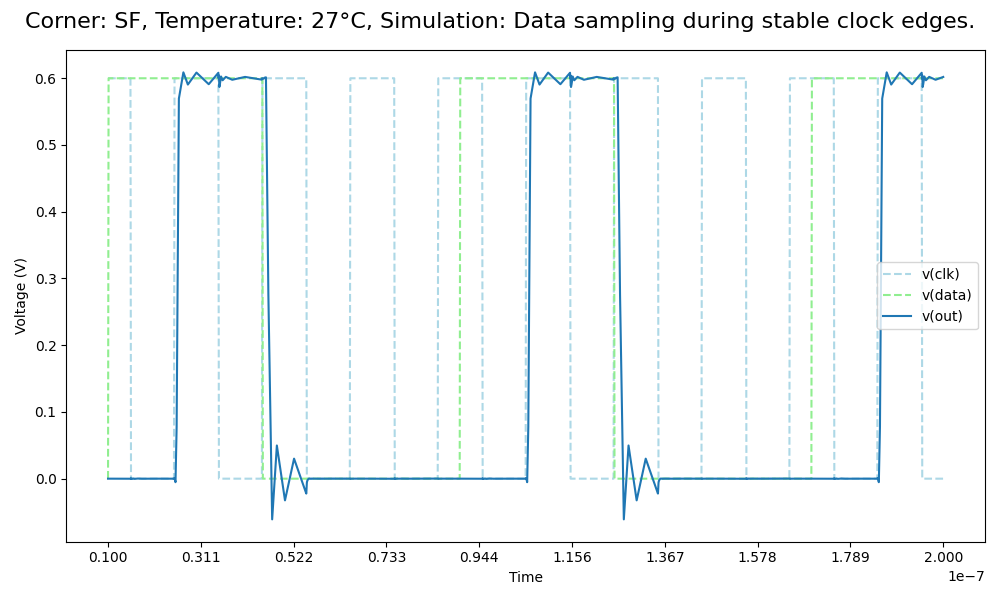 Corner: SF, Temperature: 27°C, Simulation: Data sampling during stable clock edges.
0.6
0.5
0.4
0.3
0.2
0.1
0.0
Voltage (V)
v(clk)
v(data)
v(out)
0.100 0.311 0.522 0.733 0.944 1.156 1.367 1.578 1.789 2.000
1e−7
Time